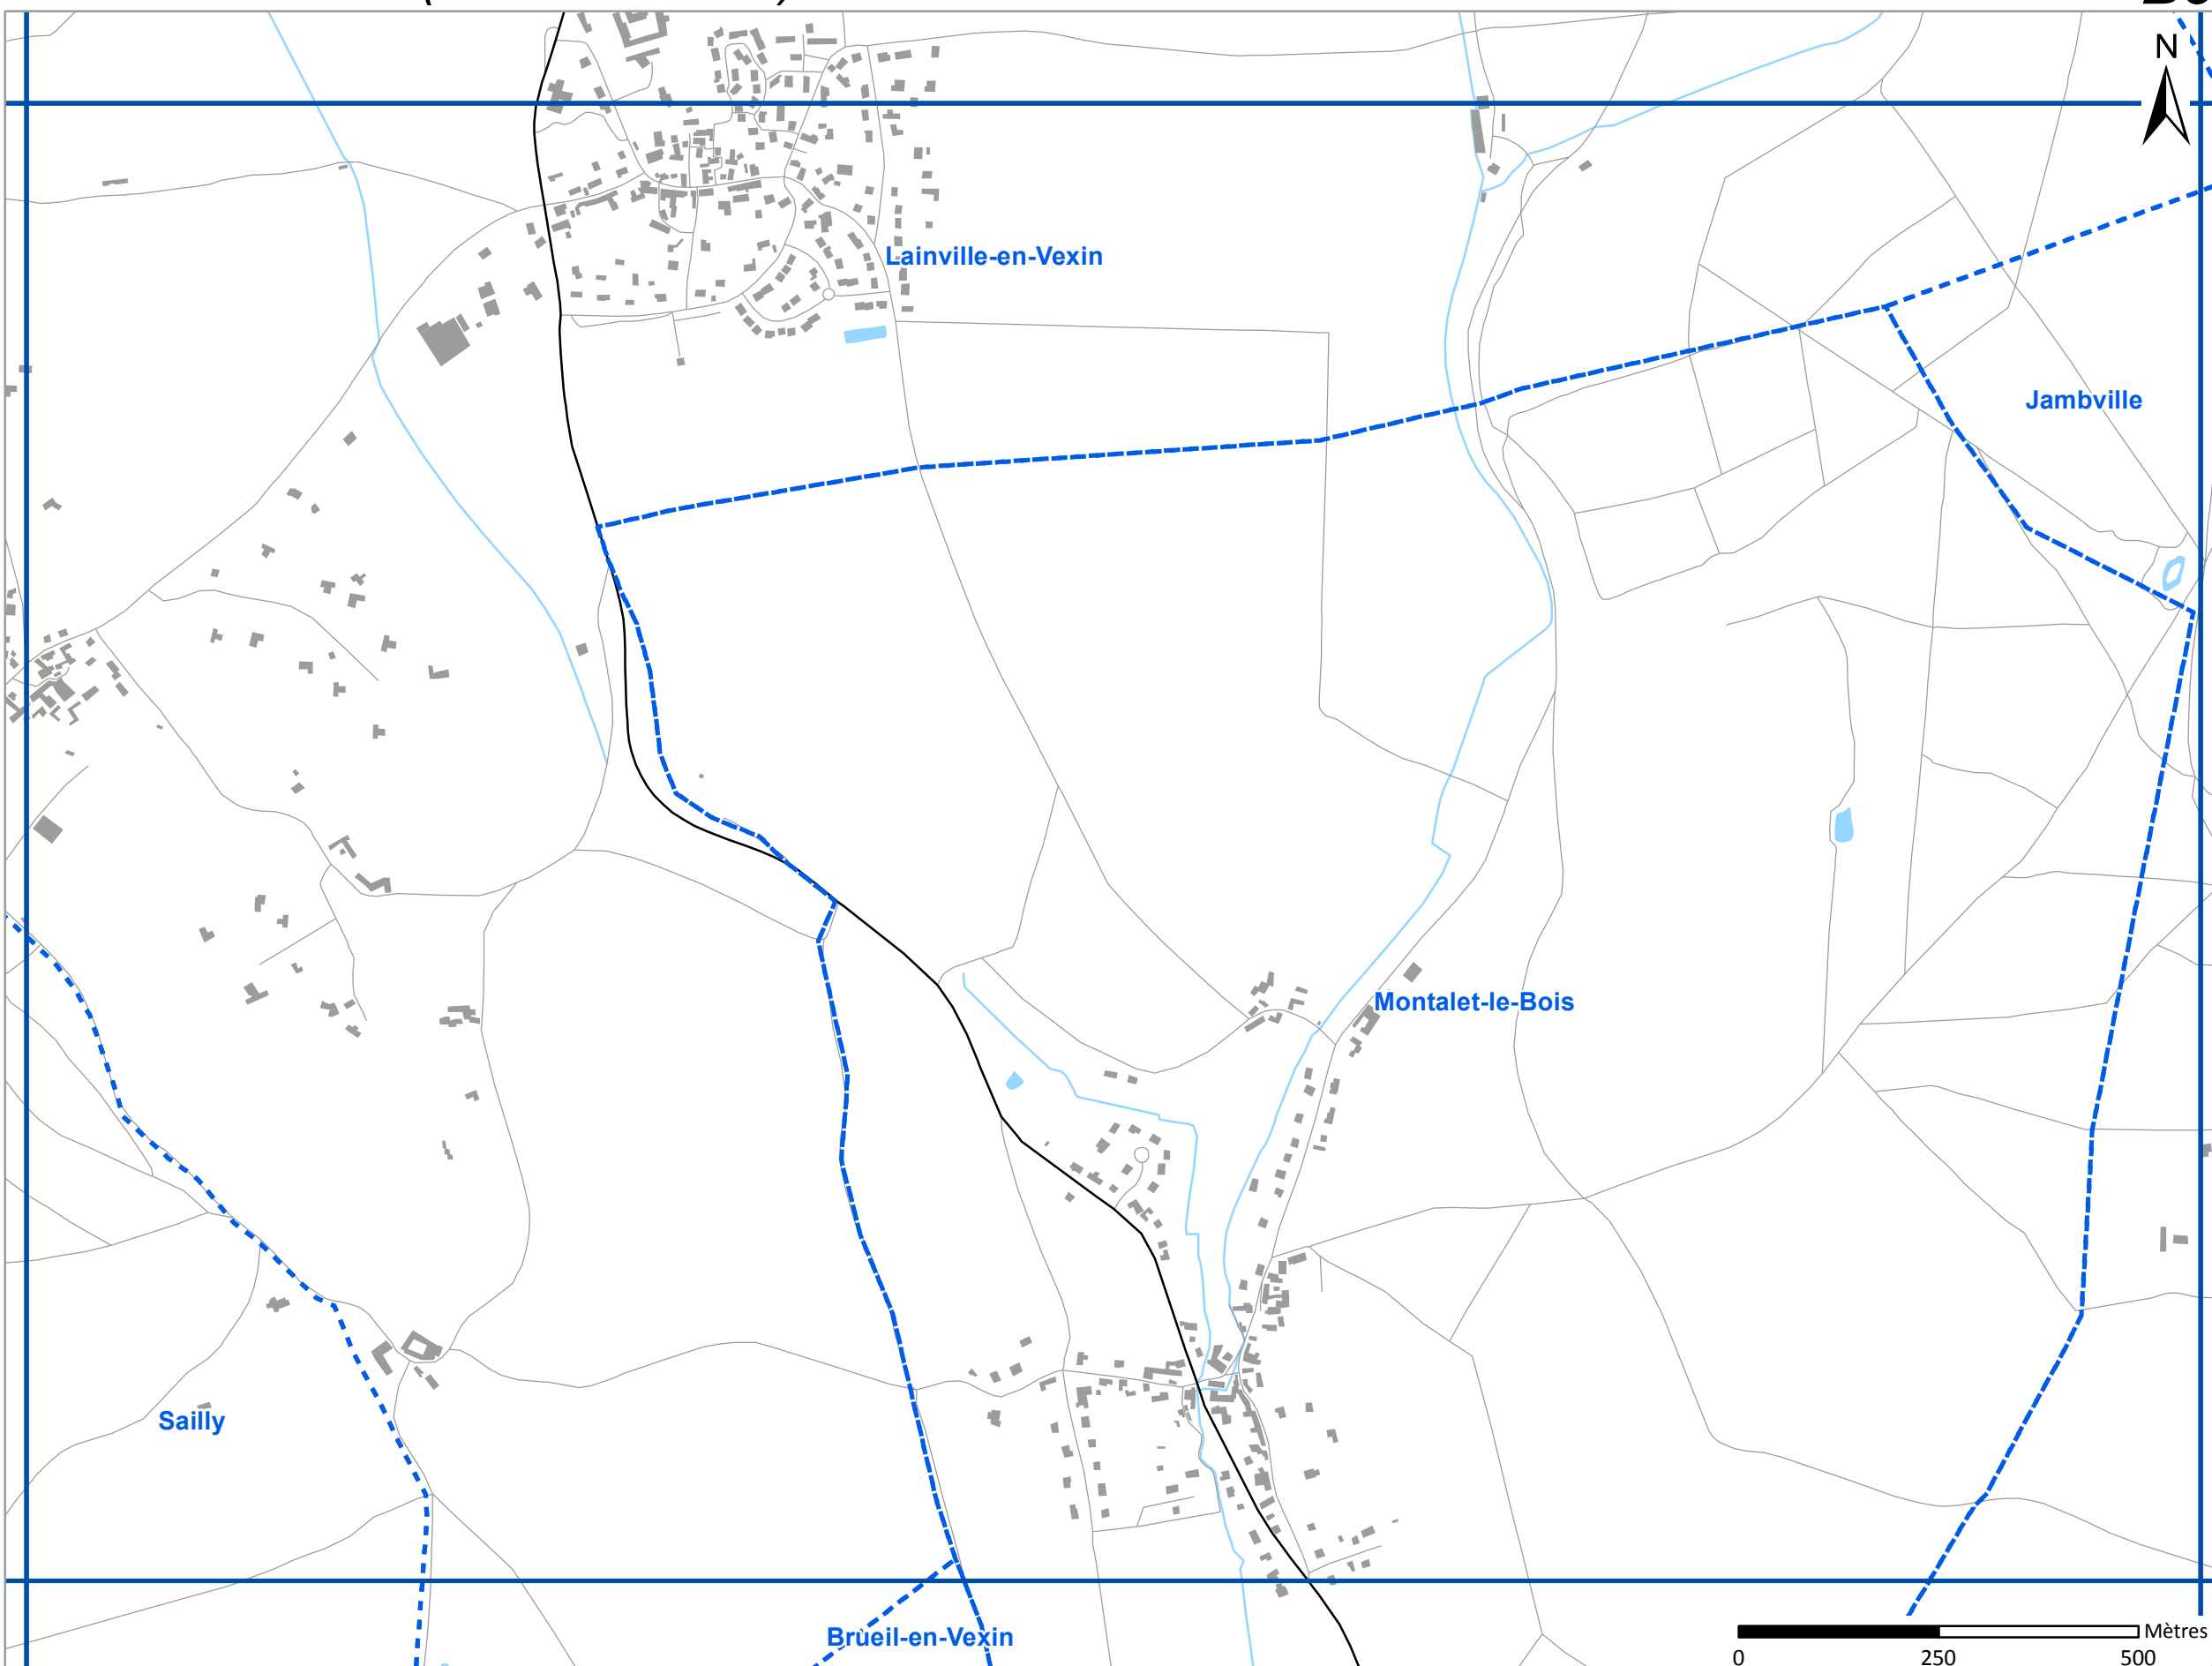 N
Lainville-en-Vexin
Jambville
Montalet-le-Bois
Sailly
Brueil-en-Vexin
Mètres
0 250 500